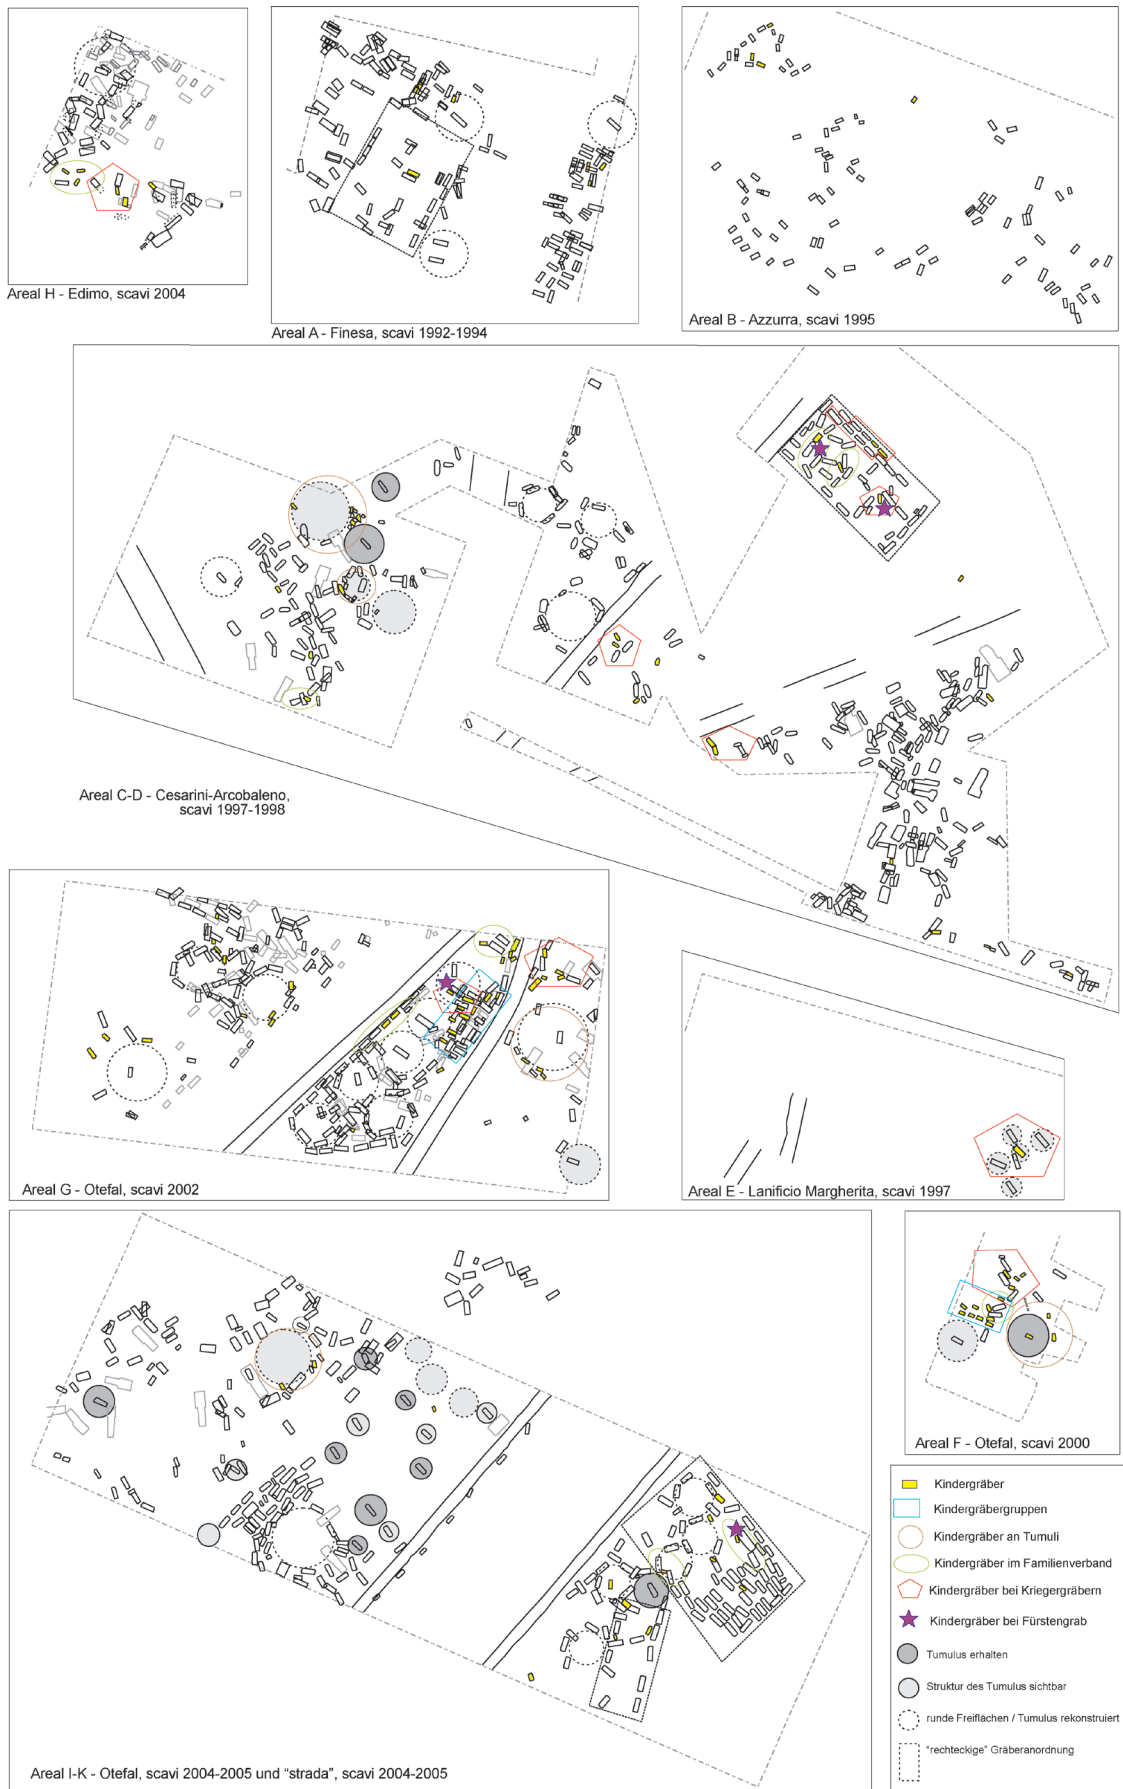 Areal H - Edimo, scavi 2004
Areal A - Finesa, scavi 1992-1994
Areal B - Azzurra, scavi 1995
Areal C-D - Cesarini-Arcobaleno,
scavi 1997-1998
Areal G - Otefal, scavi 2002
Areal E - Lanificio Margherita, scavi 1997
Areal F - Otefal, scavi 2000
Areal I-K - Otefal, scavi 2004-2005 und "strada", scavi 2004-2005
Kindergräber
Kindergräbergruppen
Kindergräber an Tumuli
Kindergräber im Familienverband
Kindergräber bei Kriegergräbern
Kindergräber bei Fürstengrab
Tumulus erhalten
Struktur des Tumulus sichtbar
runde Freiflächen / Tumulus rekonstruiert
"rechteckige" Gräberanordnung